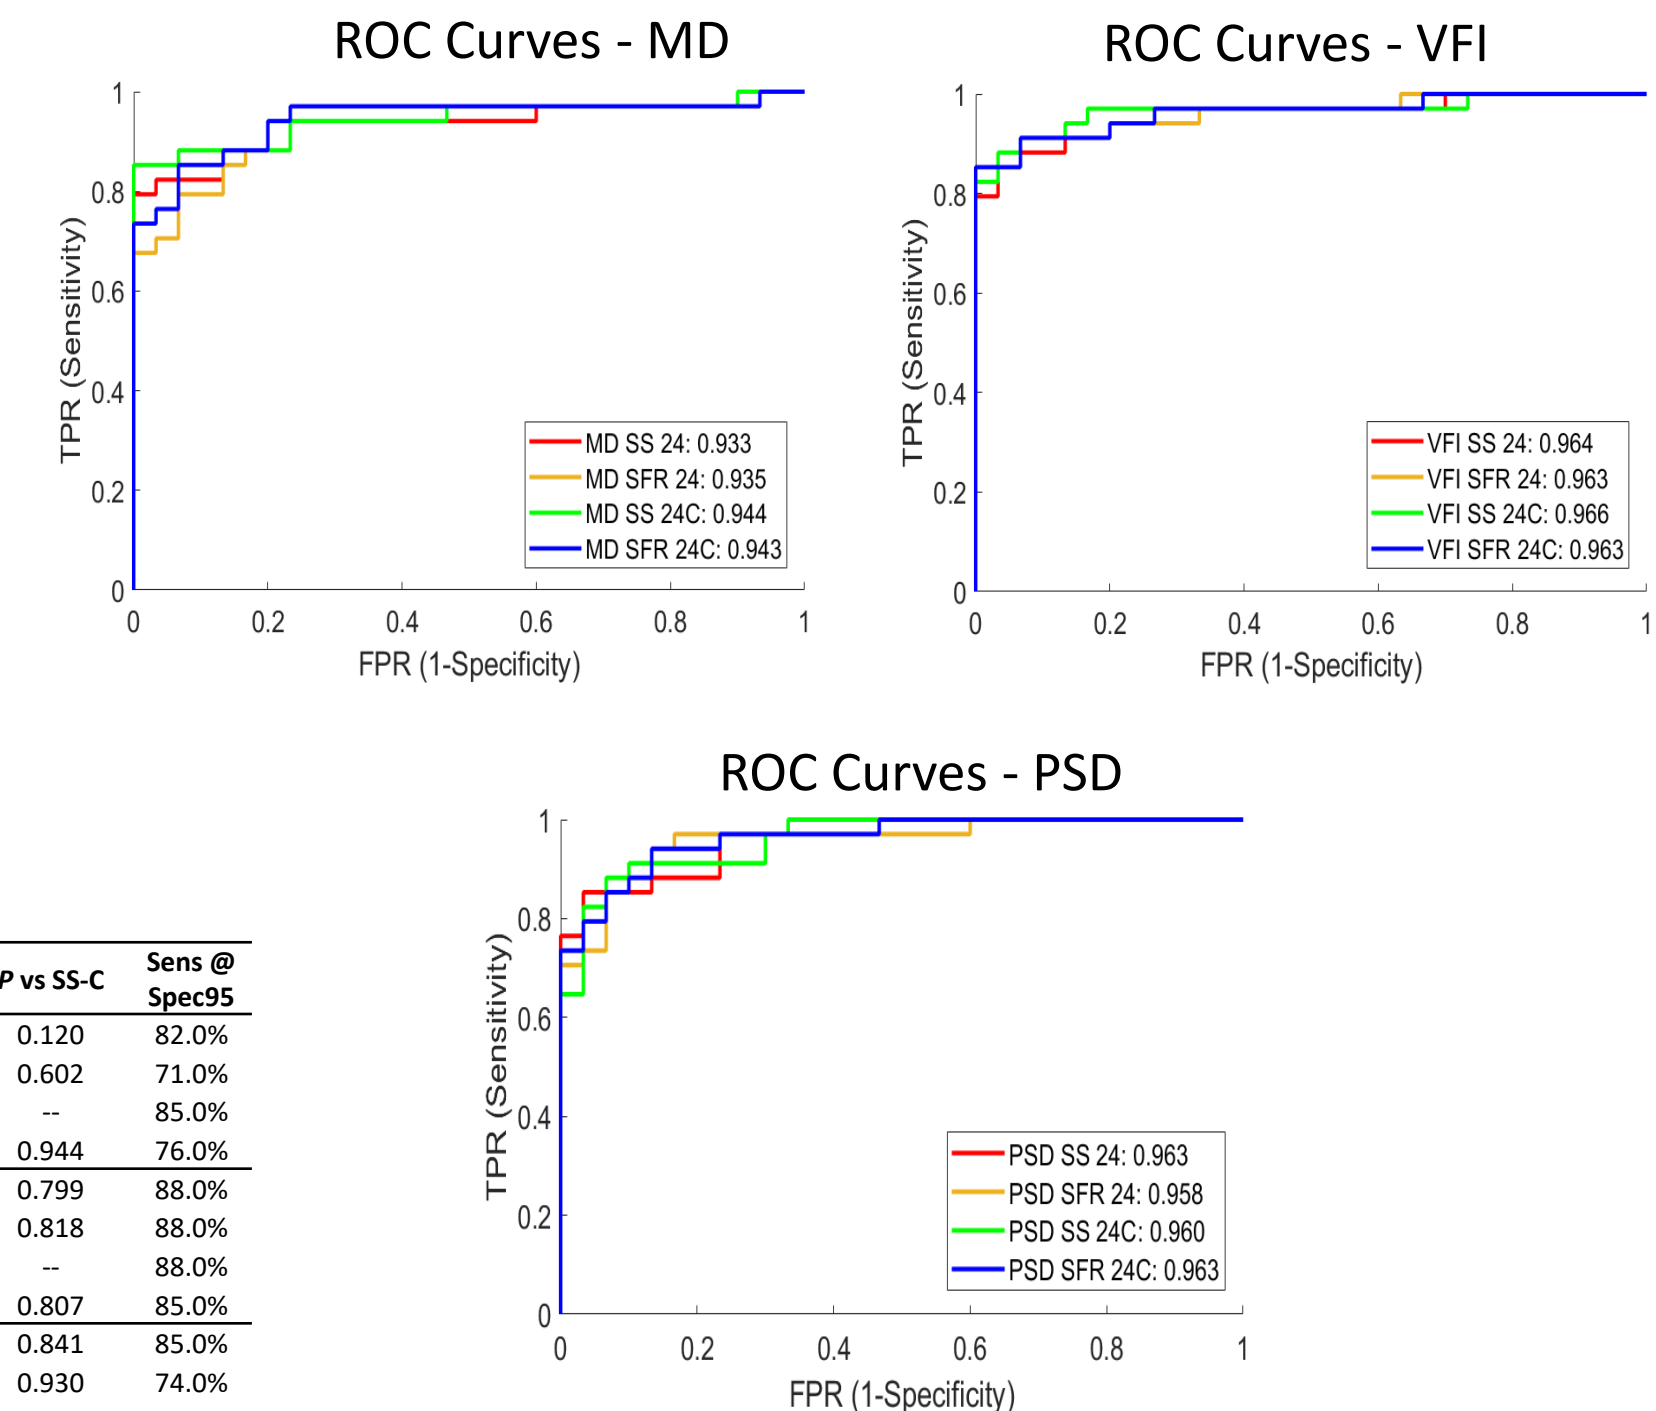 ROC Curves - MD
1
0.8
0.6
0.4
0.2
0
TPR (Sensitivity)
MD SS 24: 0.933
MD SFR 24: 0.935
MD SS 24C: 0.944
MD SFR 24C: 0.943
0 0.2 0.4 0.6 0.8 1
FPR (1-Specificity)
ROC Curves - VFI
1
0.8
0.6
0.4
0.2
0
TPR (Sensitivity)
VFI SS 24: 0.964
VFI SFR 24: 0.963
VFI SS 24C: 0.966
VFI SFR 24C: 0.963
0 0.2 0.4 0.6 0.8 1
FPR (1-Specificity)
ROC Curves - PSD
1
0.8
0.6
0.4
0.2
0
TPR (Sensitivity)
PSD SS 24: 0.963
PSD SFR 24: 0.958
PSD SS 24C: 0.960
PSD SFR 24C: 0.963
0 0.2 0.4 0.6 0.8 1
FPR (1-Specificity)
P vs SS-C Sens @
Spec95
0.120 82.0%
0.602 71.0%
-- 85.0%
0.944 76.0%
0.799 88.0%
0.818 88.0%
-- 88.0%
0.807 85.0%
0.841 85.0%
0.930 74.0%